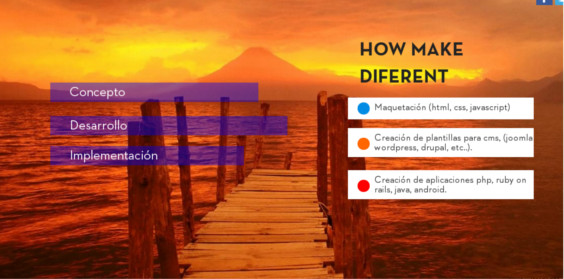 HOW MAKE
DIFERENT
Concepto
Desarrollo
Implementación
Maquetación (html, css, javascript)
Creación de plantillas para cms, (joomla
wordpress, drupal, etc..).
Creación de aplicaciones php, ruby on
rails, java, android.